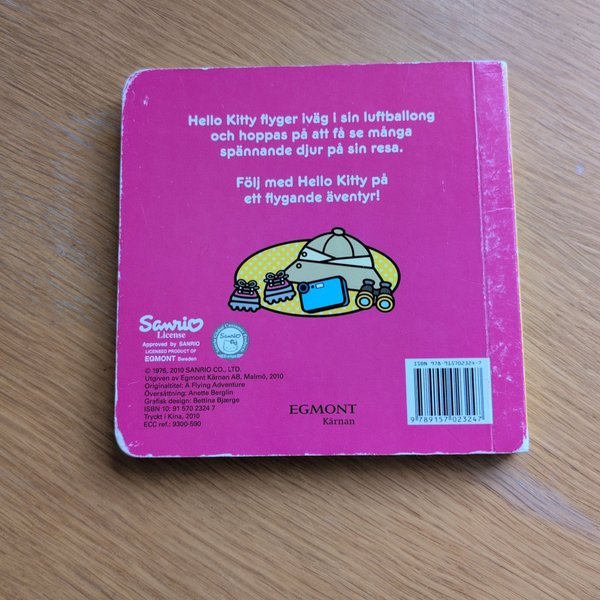 Hello Kitty flyger iväg i sin luftballong
och hoppas på att få se många
spännande djur på sin resa.
Följ med Hello Kitty på
ett flygande äventyr!
Sanrio
License
Approved by SANRIO
LICENSED PRODUCT OF
EGMONT Sweden
Sanrio
© 1976, 2010 SANRIO CO., LTD.
Utgiven av Egmont Kärnan AB, Malmö, 2010
Originaltitel: A Flying Adventure
Översättning: Anette Berglin
Grafisk design: Bettina Bjærge
ISBN 10: 91 570 2324 7
Tryckt i Kina, 2010
ECC ref.: 9300-590
EGMONT
Kärnan
ISBN 978-915702324-7
9 789157 023247